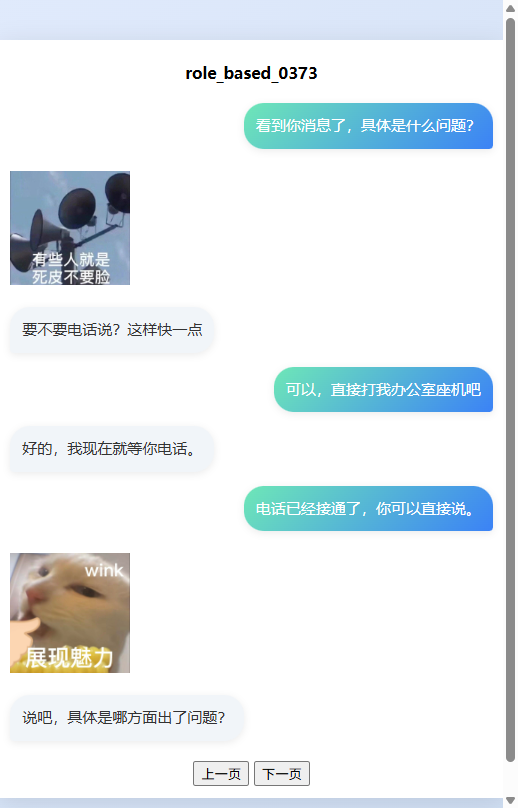 role_based_0373
看到你消息了，具体是什么问题？
有些人就是
死皮不要脸
要不要电话说？这样快一点
可以，直接打我办公室座机吧
好的，我现在就等你电话。
电话已经接通了，你可以直接说。
wink
展现魅力
说吧，具体是哪方面出了问题？
上一页 下一页